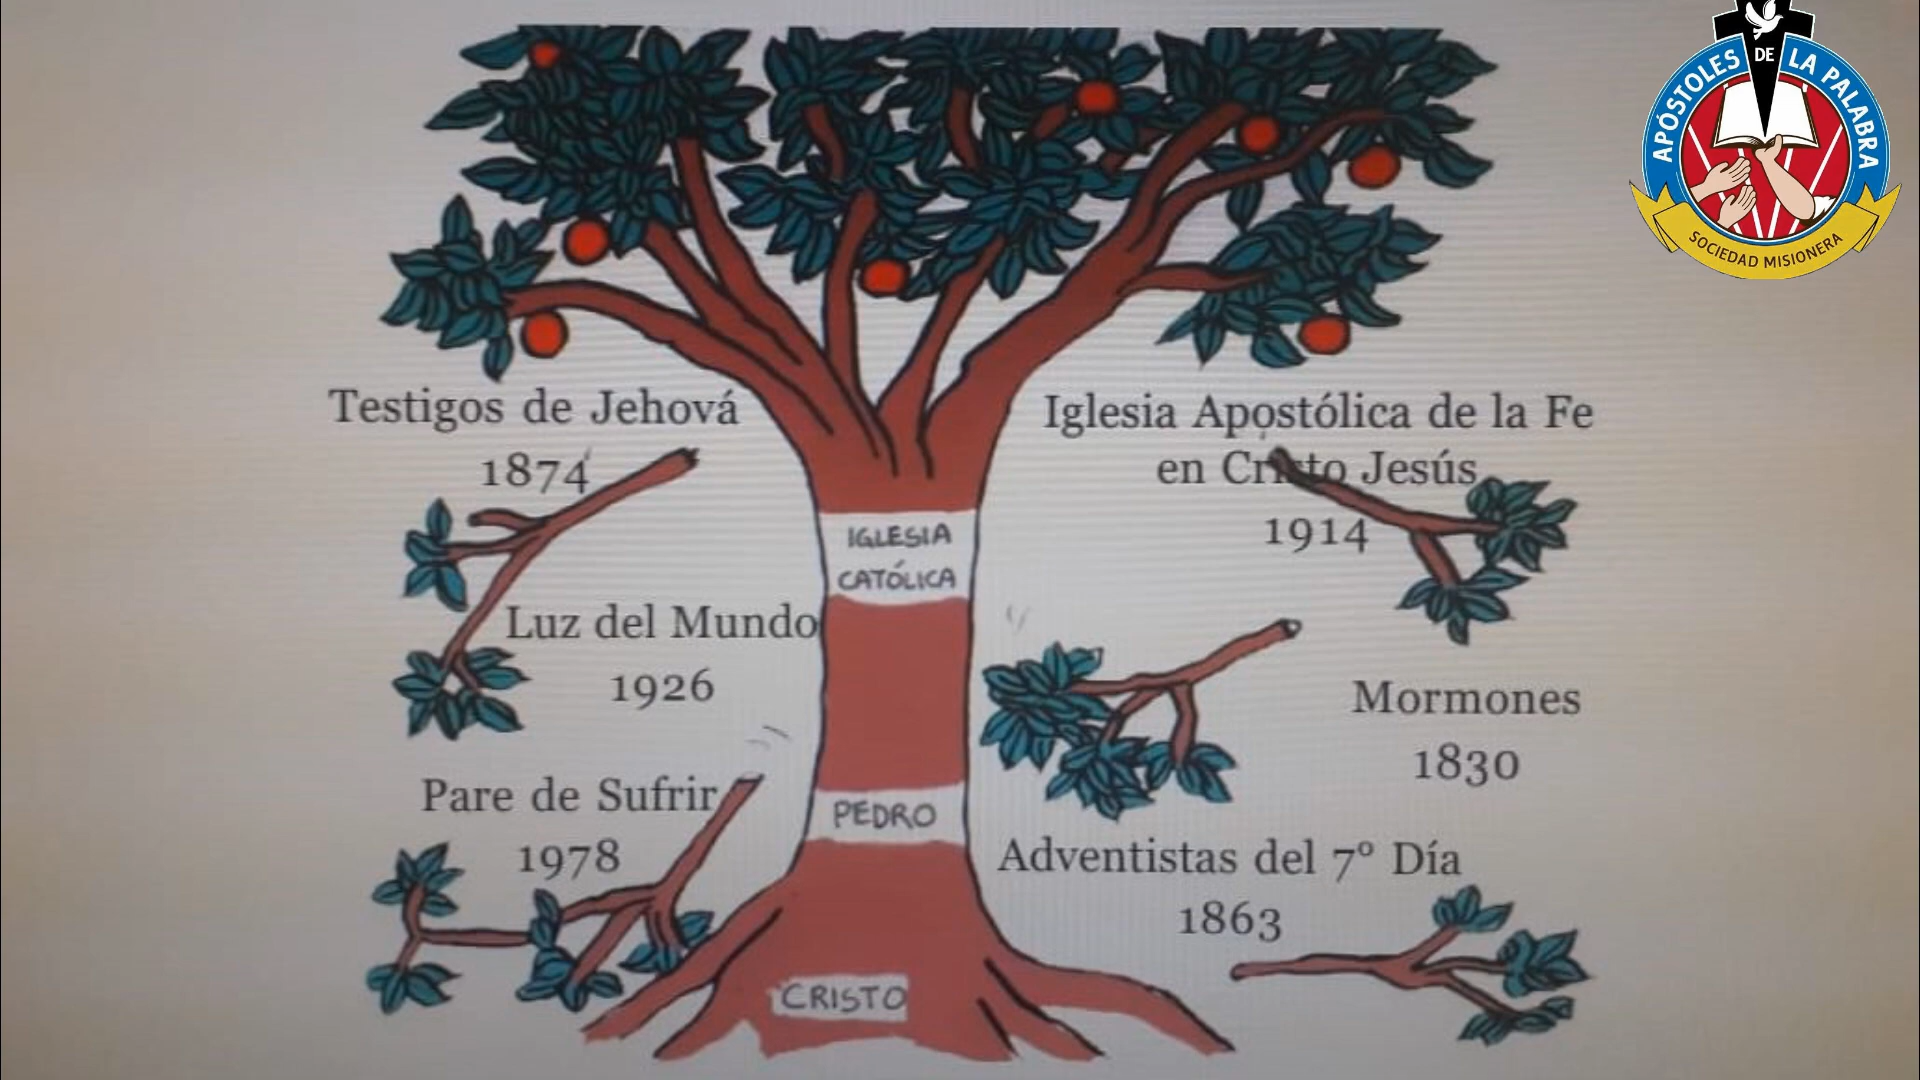 APÓSTOLES DE LA PALABRA
SOCIEDAD MISIONERA
Testigos de Jehová
1874
Iglesia Apostólica de la Fe
en Cristo Jesús
1914
IGLESIA
CATÓLICA
Luz del Mundo
1926
Mormones
1830
Pare de Sufrir
1978
PEDRO
Adventistas del 7º Día
1863
CRISTO